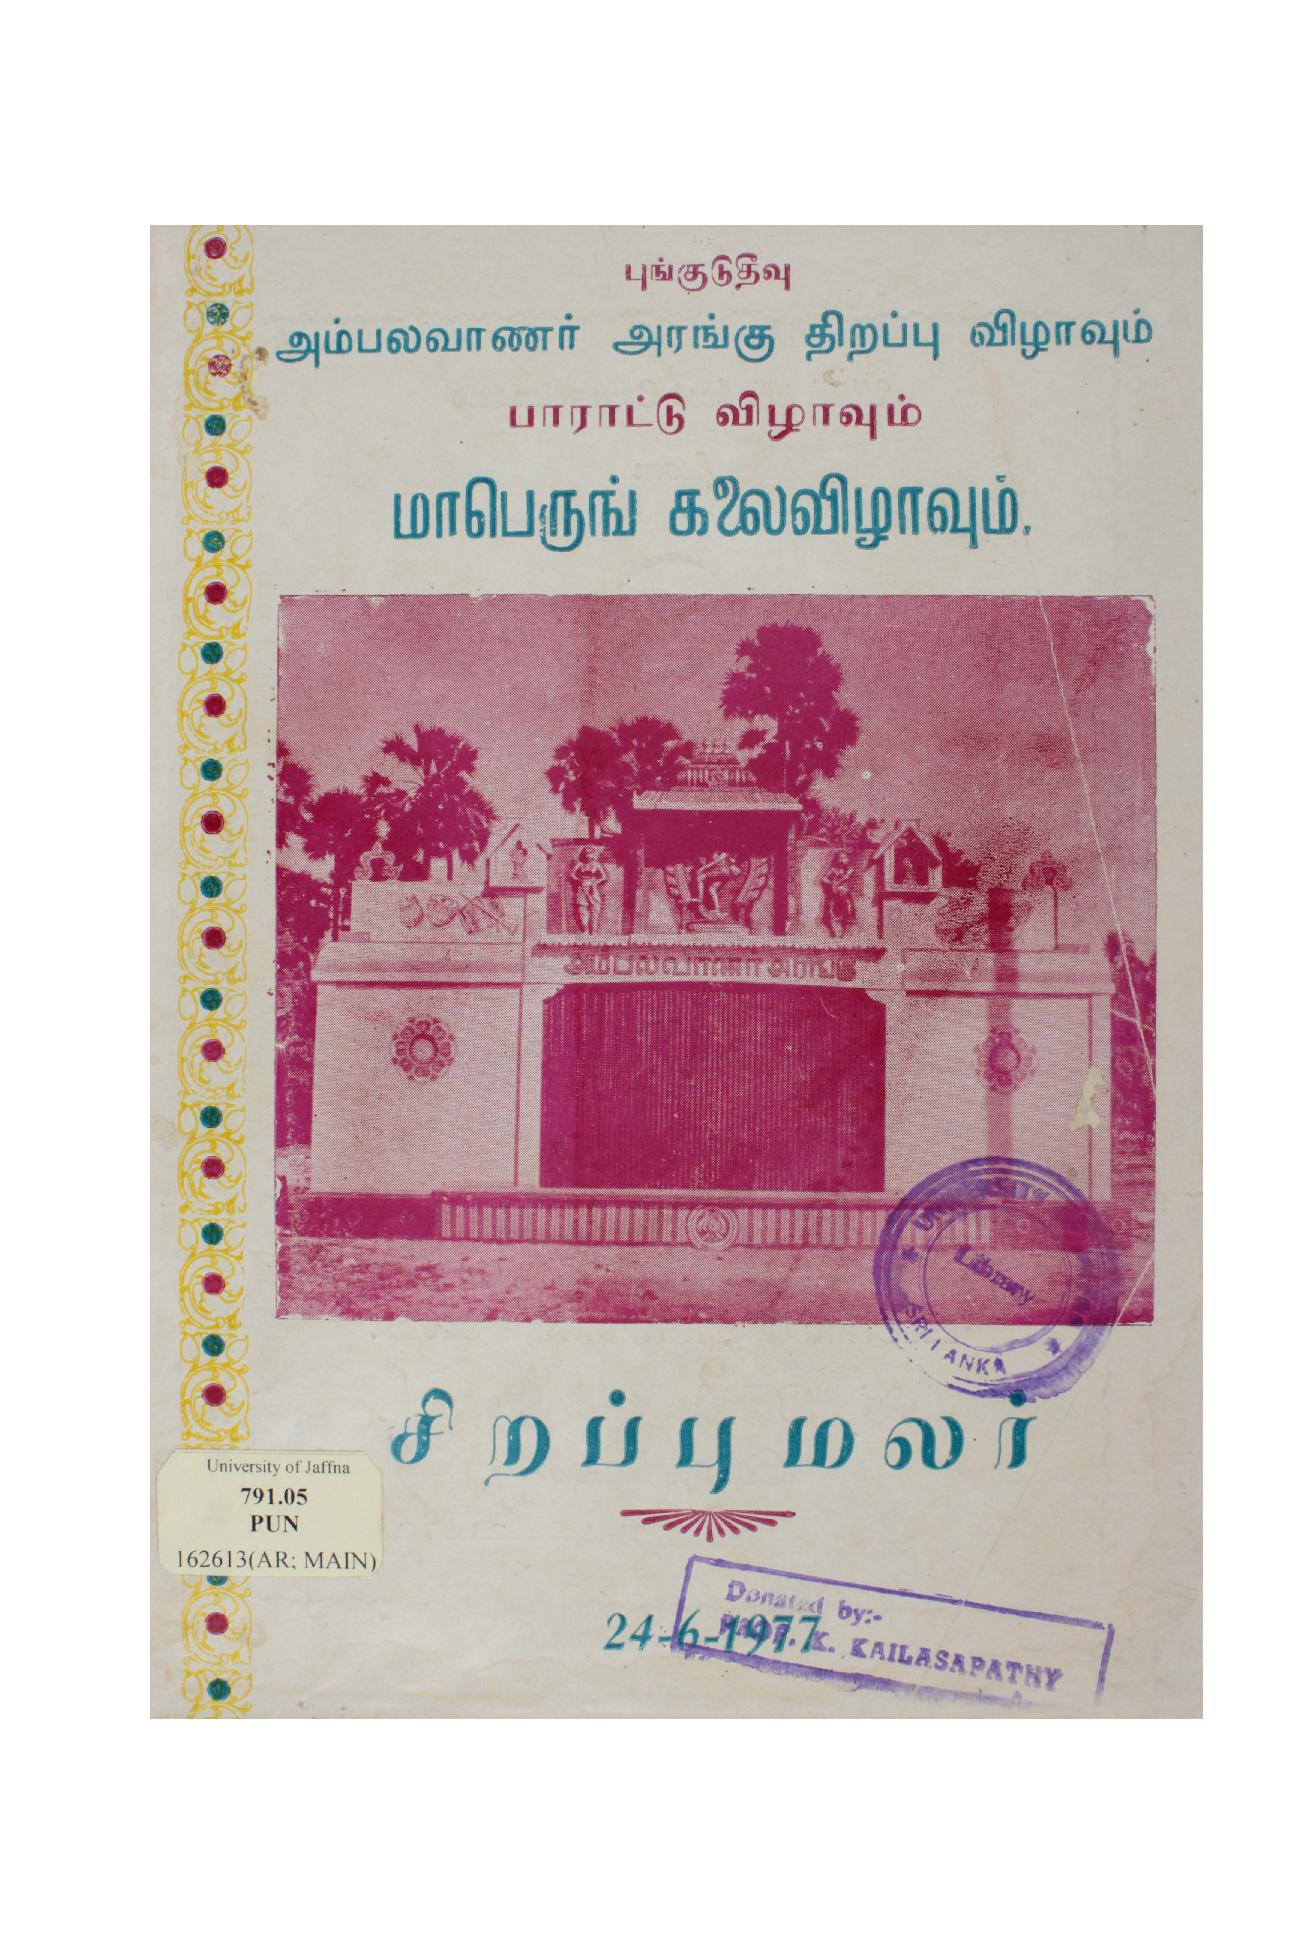 புங்குடுதீவு
அம்பலவாணர் அரங்கு திறப்பு விழாவும்
பாராட்டு விழாவும்
மாபெருங் கலைவிழாவும்.
அம்பலவாணர் அரங்கு
UNIVERSITY
Library
SRI LANKA
சிறப்புமலர்
University of Jaffna
791.05
PUN
162613(AR; MAIN)
Donated by:-
24-6-1977
K. KAILASAPATHY